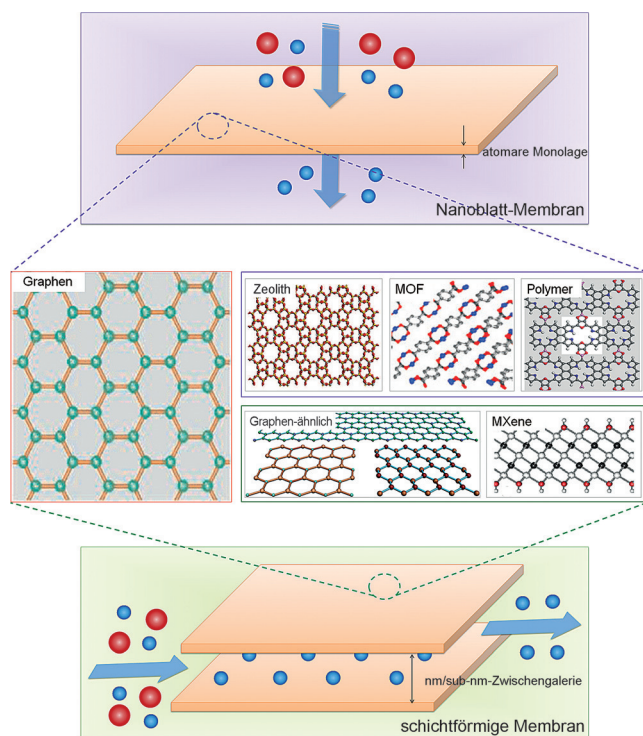 atomare Monolage
Nanoblatt-Membran
Graphen
Zeolith
MOF
Polymer
Graphen-ähnlich
MXene
nm/sub-nm-Zwischengalerie
schichtförmige Membran